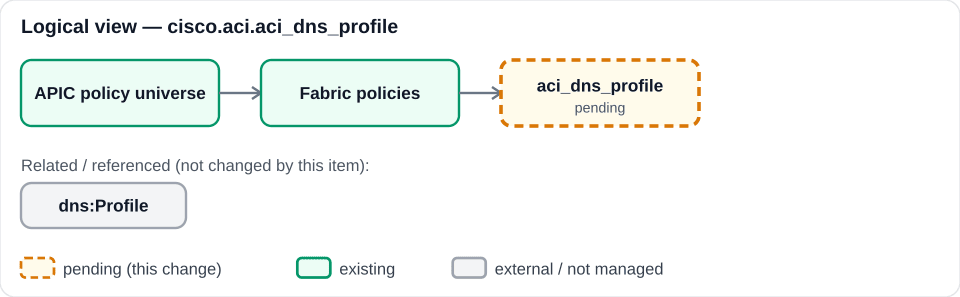 Logical view — cisco.aci.aci_dns_profile
APIC policy universe
Fabric policies
aci_dns_profile
pending
Related / referenced (not changed by this item):
dns:Profile
pending (this change)
existing
external / not managed